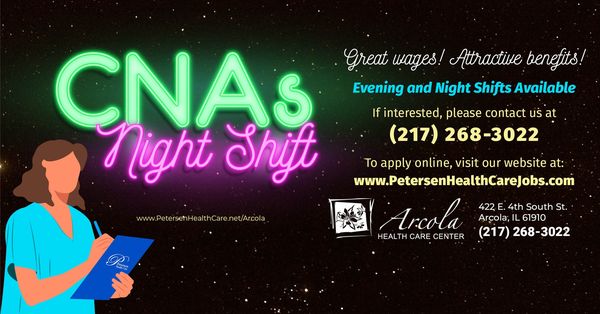 CNAs
Night Shift
www.PetersenHealthCare.net/Arcola
Great wages! Attractive benefits!
Evening and Night Shifts Available
If interested, please contact us at
(217) 268-3022
To apply online, visit our website at:
www.PetersenHealthCareJobs.com
Arcola
HEALTH CARE CENTER
422 E. 4th South St.
Arcola, IL 61910
(217) 268-3022